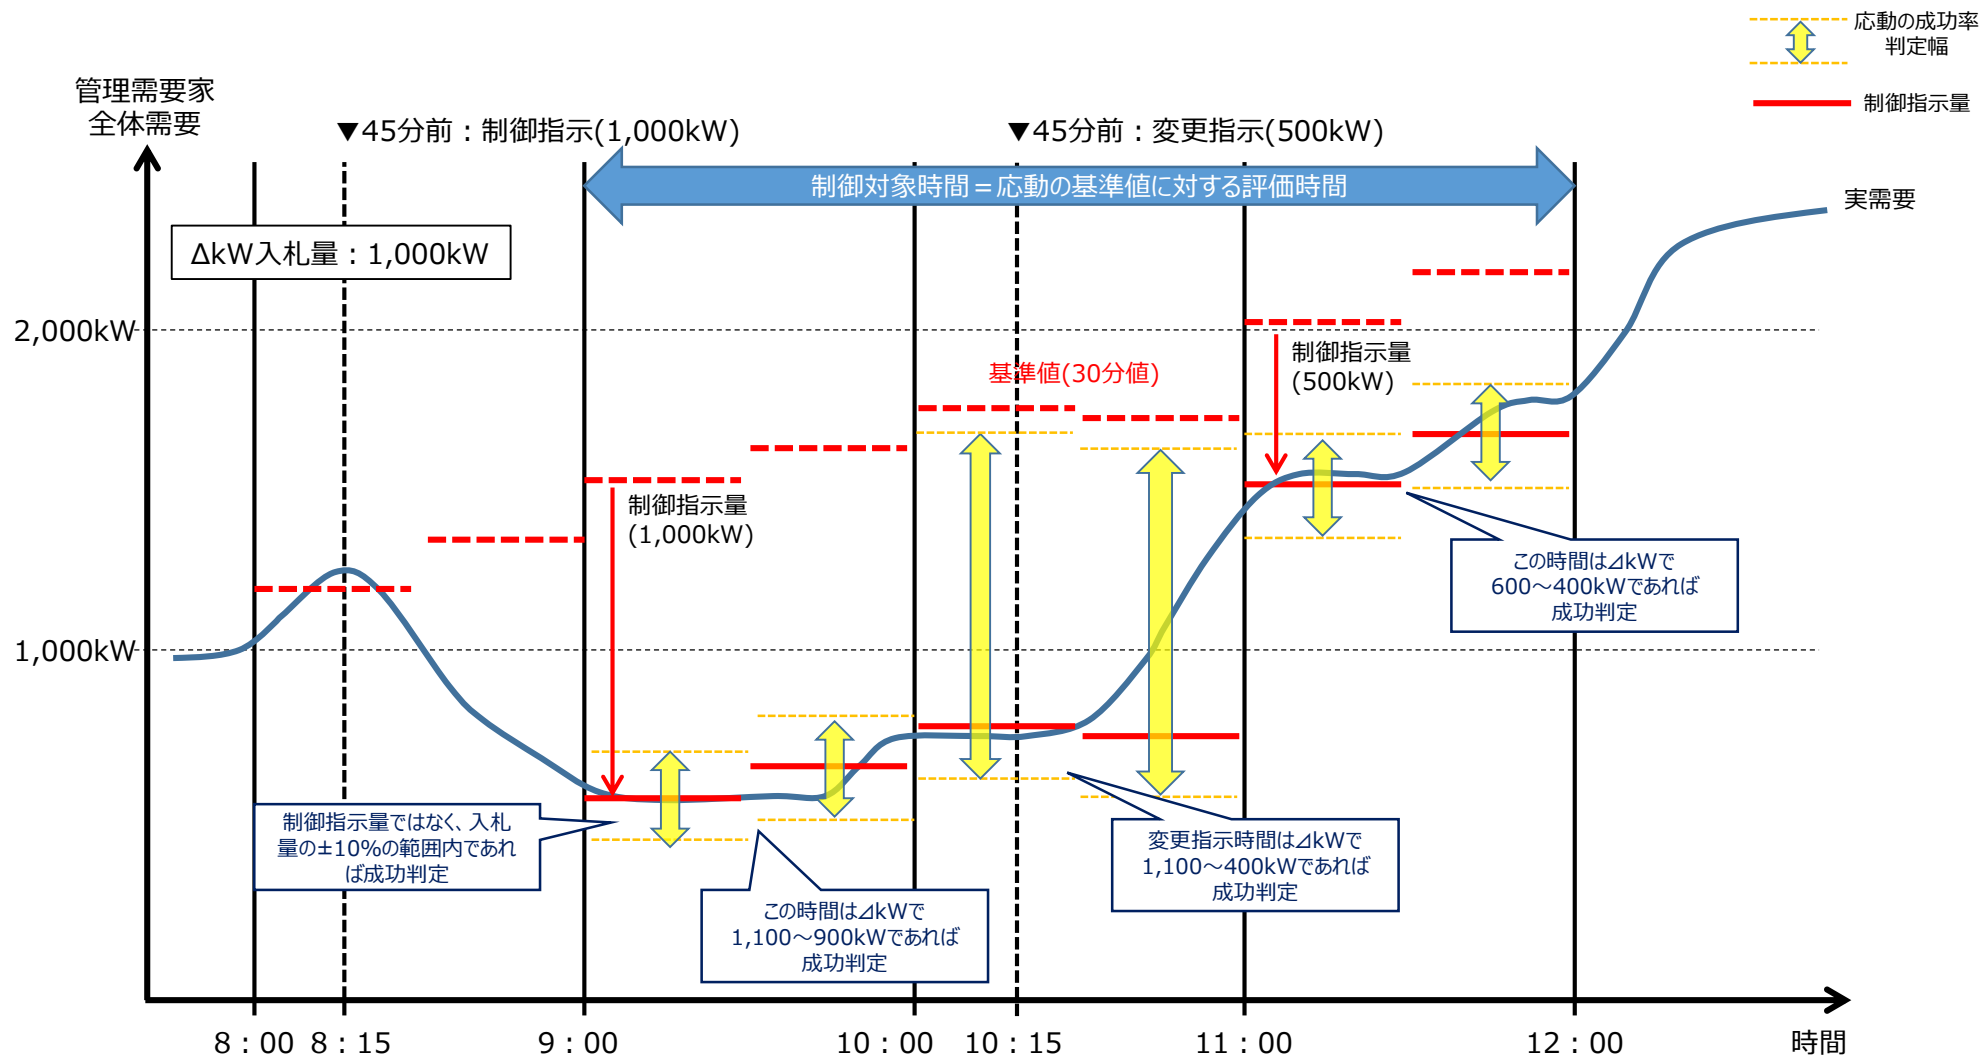 応動の成功率
判定幅
制御指示量
管理需要家
全体需要
▼45分前：制御指示(1,000kW)
▼45分前：変更指示(500kW)
制御対象時間＝応動の基準値に対する評価時間
実需要
ΔkW入札量：1,000kW
2,000kW
制御指示量
(500kW)
基準値(30分値)
制御指示量
(1,000kW)
この時間は⊿kWで
600～400kWであれば
成功判定
1,000kW
制御指示量ではなく、入札
量の±10%の範囲内であれ
ば成功判定
変更指示時間は⊿kWで
1,100～400kWであれば
成功判定
この時間は⊿kWで
1,100～900kWであれば
成功判定
8：00 8：15 9：00 10：00 10：15 11：00 12：00 時間